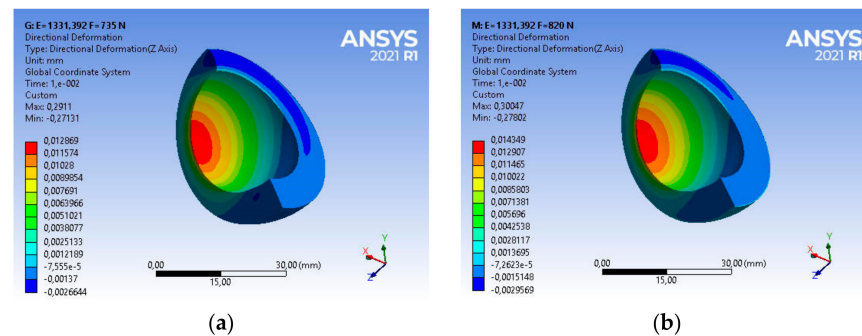 G: E= 1331,392 F= 735 N
Directional Deformation
Type: Directional Deformation(Z Axis)
Unit: mm
Global Coordinate System
Time: 1,e-002
Custom
Max: 0,2911
Min: -0,27131
0,012869
0,011574
0,01028
0,0089854
0,007691
0,0063966
0,0051021
0,0038077
0,0025133
0,0012189
-7,555e-5
-0,00137
-0,0026644
ANSYS
2021 R1
0,00
30,00 (mm)
15,00
X
Y
Z
(a)
M: E=1331,392 F=820 N
Directional Deformation
Type: Directional Deformation(Z Axis)
Unit: mm
Global Coordinate System
Time: 1,e-002
Custom
Max: 0,30047
Min: -0,27802
0,014349
0,012907
0,011465
0,010022
0,0085803
0,0071381
0,005696
0,0042538
0,0028117
0,0013695
-7,2623e-5
-0,0015148
-0,0029569
ANSYS
2021 R1
0,00
30,00 (mm)
15,00
X
Y
Z
(b)